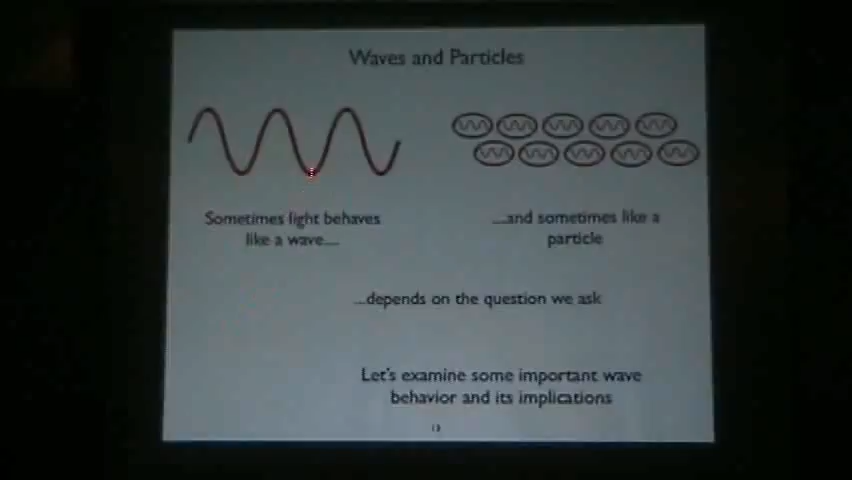 Waves and Particles
Sometimes light behaves
like a wave....
....and sometimes like a
particle
....depends on the question we ask
Let's examine some important wave
behavior and its implications